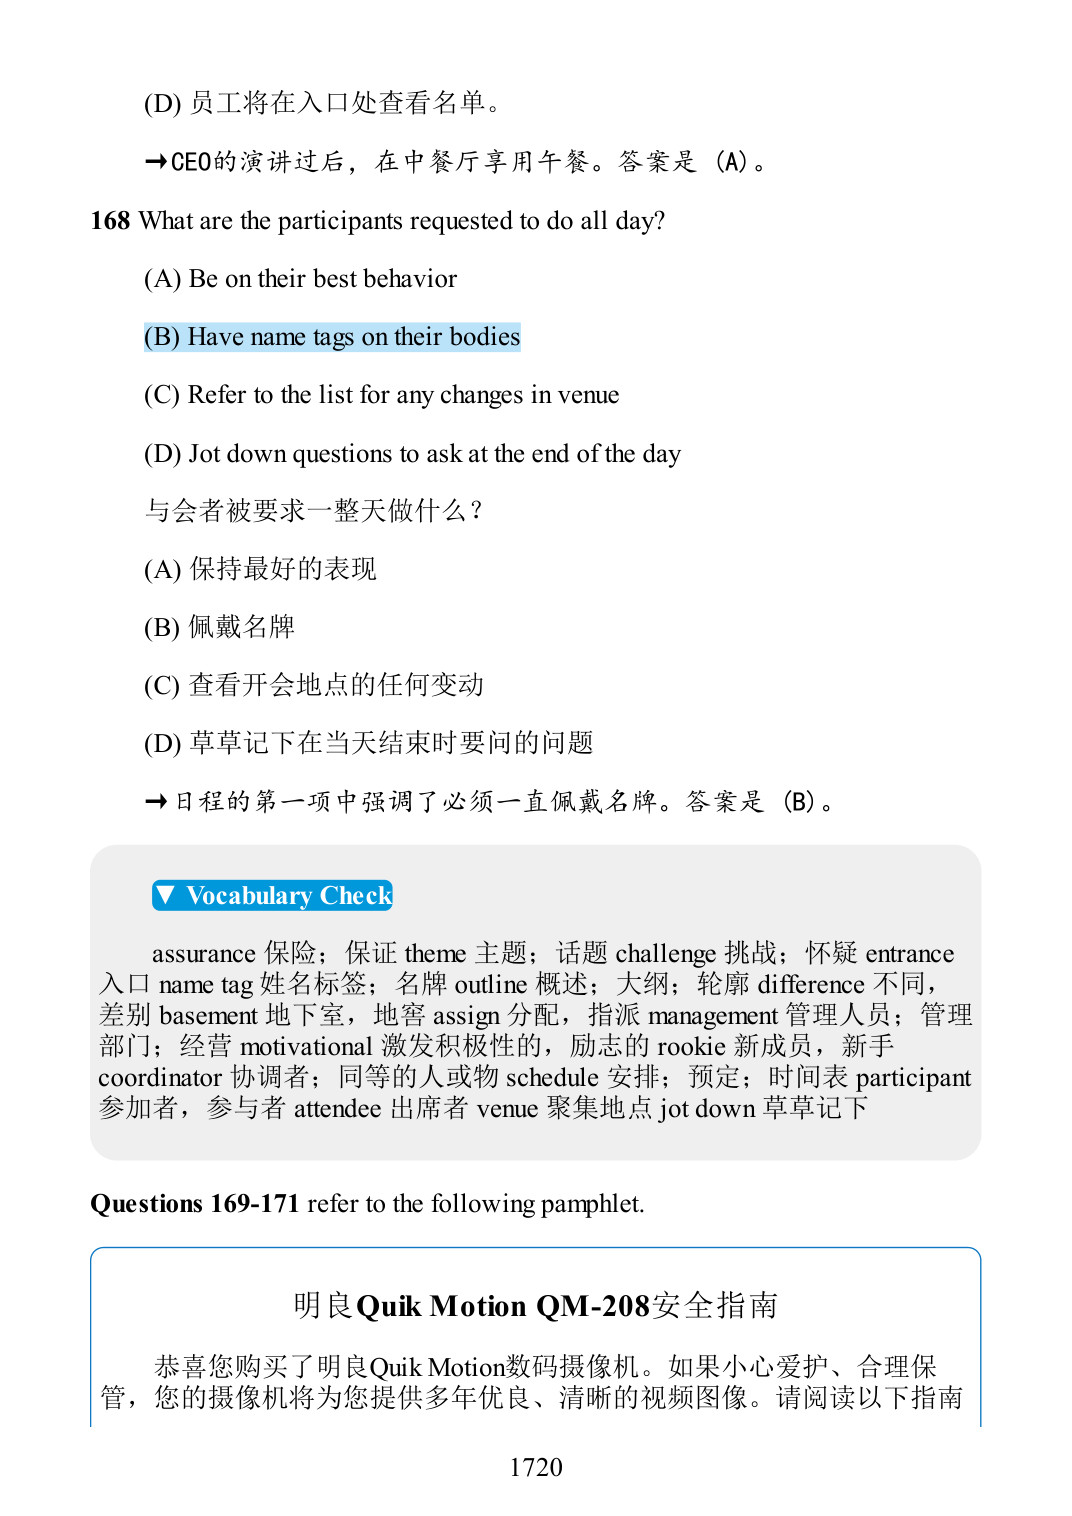 (D) 员工将在入口处查看名单。
→CEO的演讲过后，在中餐厅享用午餐。答案是 (A)。
168 What are the participants requested to do all day?
(A) Be on their best behavior
(B) Have name tags on their bodies
(C) Refer to the list for any changes in venue
(D) Jot down questions to ask at the end of the day
与会者被要求一整天做什么？
(A) 保持最好的表现
(B) 佩戴名牌
(C) 查看开会地点的任何变动
(D) 草草记下在当天结束时要问的问题
→日程的第一项中强调了必须一直佩戴名牌。答案是 (B)。
▼ Vocabulary Check
assurance 保险；保证 theme 主题；话题 challenge 挑战；怀疑 entrance
入口 name tag 姓名标签；名牌 outline 概述；大纲；轮廓 difference 不同，
差别 basement 地下室，地窖 assign 分配，指派 management 管理人员；管理
部门；经营 motivational 激发积极性的，励志的 rookie 新成员，新手
coordinator 协调者；同等的人或物 schedule 安排；预定；时间表 participant
参加者，参与者 attendee 出席者 venue 聚集地点 jot down 草草记下
Questions 169-171 refer to the following pamphlet.
明良Quik Motion QM-208安全指南
恭喜您购买了明良Quik Motion数码摄像机。如果小心爱护、合理保
管，您的摄像机将为您提供多年优良、清晰的视频图像。请阅读以下指南
1720